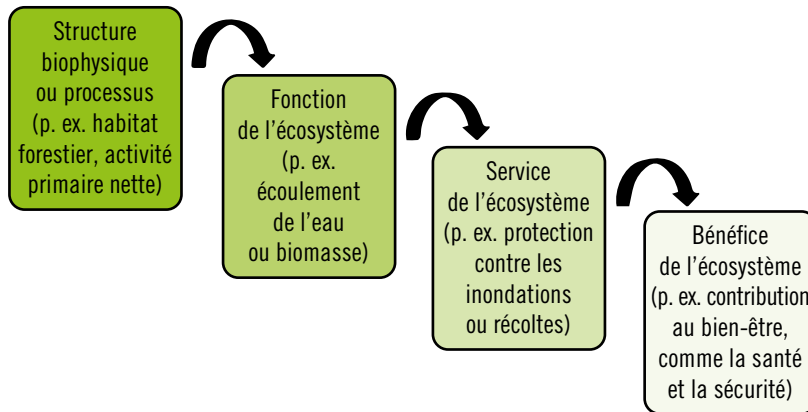 Structure
biophysique
ou processus
(p. ex. habitat
forestier, activité
primaire nette)
Fonction
de l'écosystème
(p. ex.
écoulement
de l'eau
ou biomasse)
Service
de l'écosystème
(p. ex. protection
contre les
inondations
ou récoltes)
Bénéfice
de l'écosystème
(p. ex. contribution
au bien-être,
comme la santé
et la sécurité)